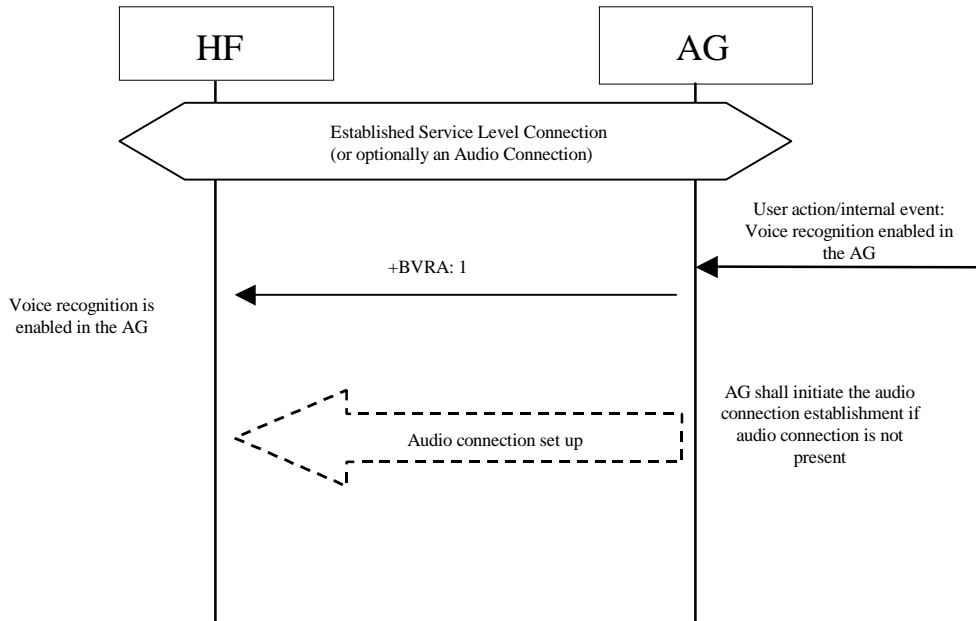 HF
AG
Established Service Level Connection
(or optionally an Audio Connection)
User action/internal event:
Voice recognition enabled in
the AG
+BVRA: 1
Voice recognition is
enabled in the AG
AG shall initiate the audio
connection establishment if
audio connection is not
present
Audio connection set up